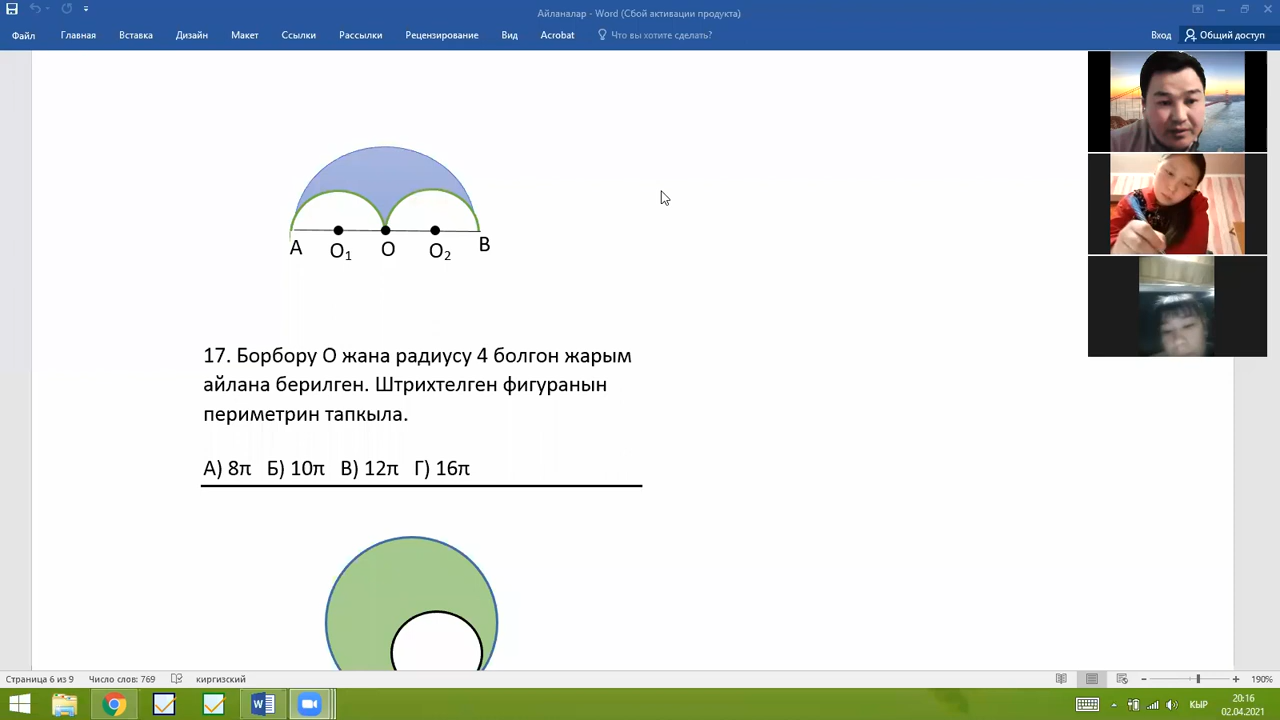 Айланалар - Word (Сбой активации продукта)
Файл Главная Вставка Дизайн Макет Ссылки Рассылки Рецензирование Вид Acrobat Что вы хотите сделать? Вход Общий доступ
A O1 O O2 B
17. Борбору О жана радиусу 4 болгон жарым
айлана берилген. Штрихтелген фигуранын
периметрин тапкыла.
А) 8π Б) 10π В) 12π Г) 16π
Страница 6 из 9 Число слов: 769 киргизский 190%
КЫР
20:16
02.04.2021